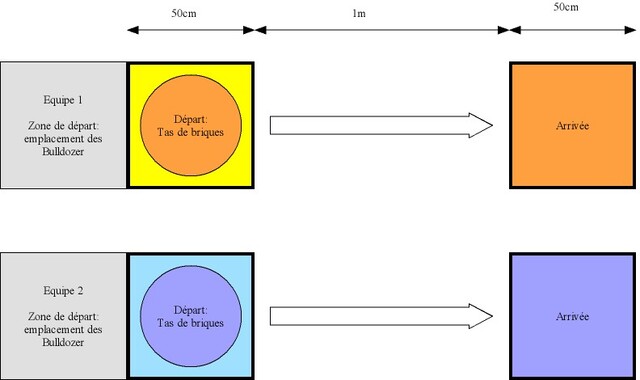 50cm
1m
50cm
Equipe 1
Zone de départ:
emplacement des
Bulldozer
Départ:
Tas de briques
Arrivée
Equipe 2
Zone de départ:
emplacement des
Bulldozer
Départ:
Tas de briques
Arrivée